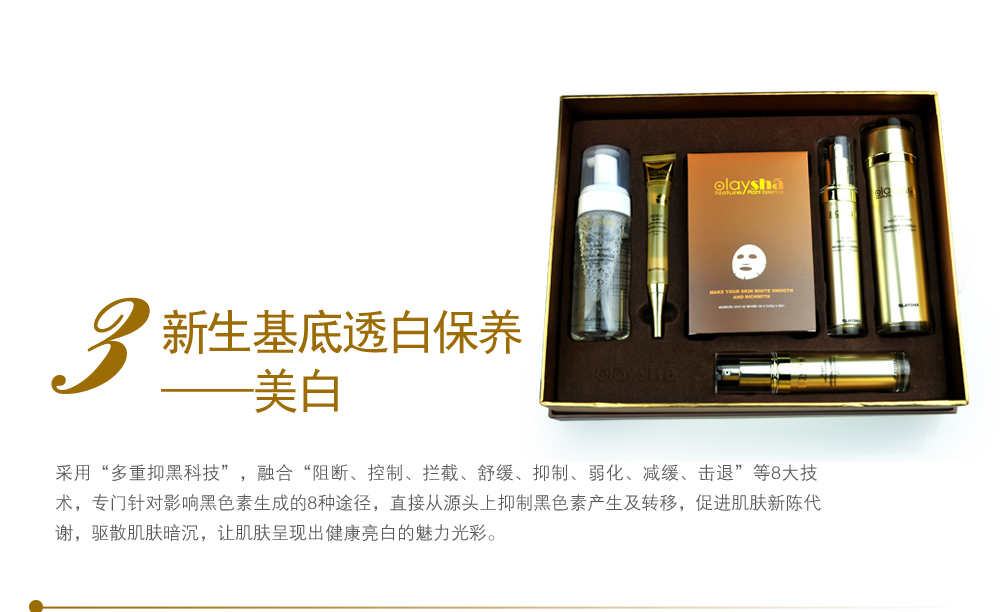 3
新生基底透白保养
——美白
采用“多重抑黑科技”，融合“阻断、控制、拦截、舒缓、抑制、弱化、减缓、击退”等8大技
术，专门针对影响黑色素生成的8种途径，直接从源头上抑制黑色素产生及转移，促进肌肤新陈代
谢，驱散肌肤暗沉，让肌肤呈现出健康亮白的魅力光彩。
olaysha
Nature/Plant Essence
MAKE YOUR SKIN WHITE SMOOTH
AND RICHWITH
olaysha
OLAYSHA
olaysha